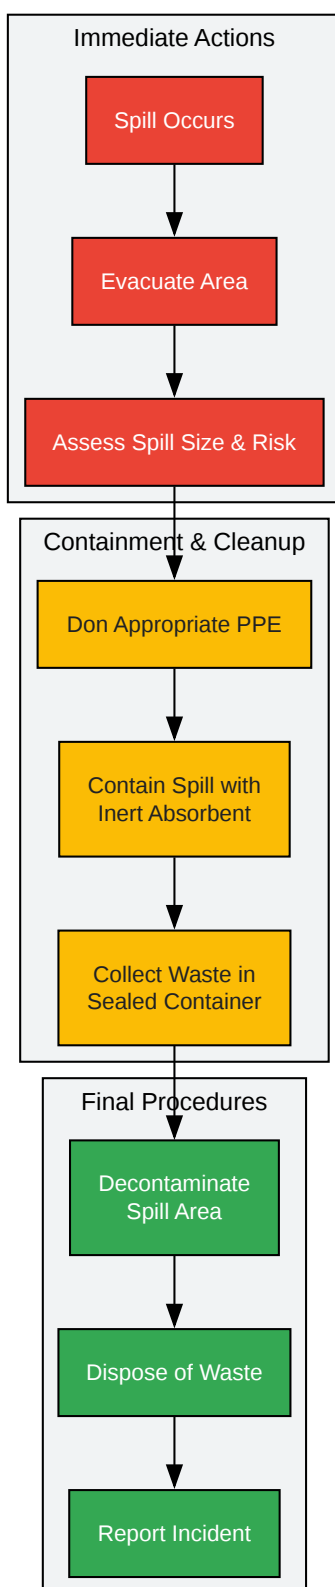 Immediate Actions
Spill Occurs
Evacuate Area
Assess Spill Size & Risk
Containment & Cleanup
Don Appropriate PPE
Contain Spill with
Inert Absorbent
Collect Waste in
Sealed Container
Final Procedures
Decontaminate
Spill Area
Dispose of Waste
Report Incident